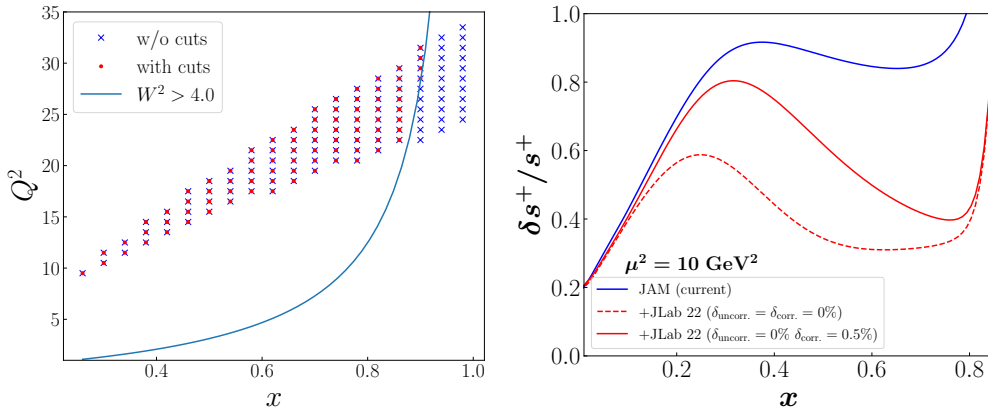 35
30
25
20
15
10
5
0.4
0.6
0.8
1.0
x
Q²
w/o cuts
with cuts
W² > 4.0
1.0
0.8
0.6
0.4
0.2
0.0
0
0.2
0.4
0.6
0.8
x
δs⁺/s⁺
μ² = 10 GeV²
JAM (current)
+JLab 22 (δuncorr. = δcorr. = 0%)
+JLab 22 (δuncorr. = 0% δcorr. = 0.5%)